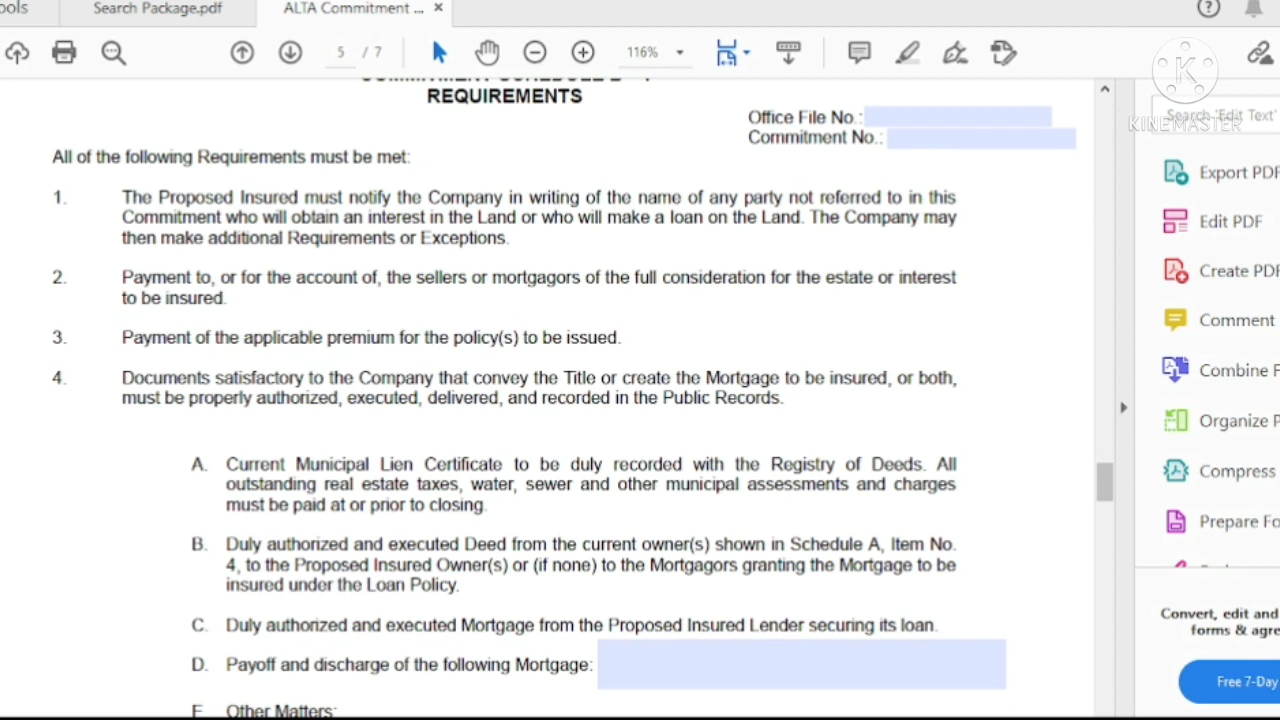 ools
Search Package.pdf
ALTA Commitment ... ×
5 / 7
116%
REQUIREMENTS
Office File No.:
Commitment No.:
K
KINEMASTER
Search 'Edit Text'
All of the following Requirements must be met:
1. The Proposed Insured must notify the Company in writing of the name of any party not referred to in this
Commitment who will obtain an interest in the Land or who will make a loan on the Land. The Company may
then make additional Requirements or Exceptions.
2. Payment to, or for the account of, the sellers or mortgagors of the full consideration for the estate or interest
to be insured.
3. Payment of the applicable premium for the policy(s) to be issued.
4. Documents satisfactory to the Company that convey the Title or create the Mortgage to be insured, or both,
must be properly authorized, executed, delivered, and recorded in the Public Records.
A. Current Municipal Lien Certificate to be duly recorded with the Registry of Deeds. All
outstanding real estate taxes, water, sewer and other municipal assessments and charges
must be paid at or prior to closing.
B. Duly authorized and executed Deed from the current owner(s) shown in Schedule A, Item No.
4, to the Proposed Insured Owner(s) or (if none) to the Mortgagors granting the Mortgage to be
insured under the Loan Policy.
C. Duly authorized and executed Mortgage from the Proposed Insured Lender securing its loan.
D. Payoff and discharge of the following Mortgage:
E Other Matters:
Export PDF
Edit PDF
Create PDF
Comment
Combine F
Organize P
Compress
Prepare Fo
Convert, edit and
forms & agre
Free 7-Day